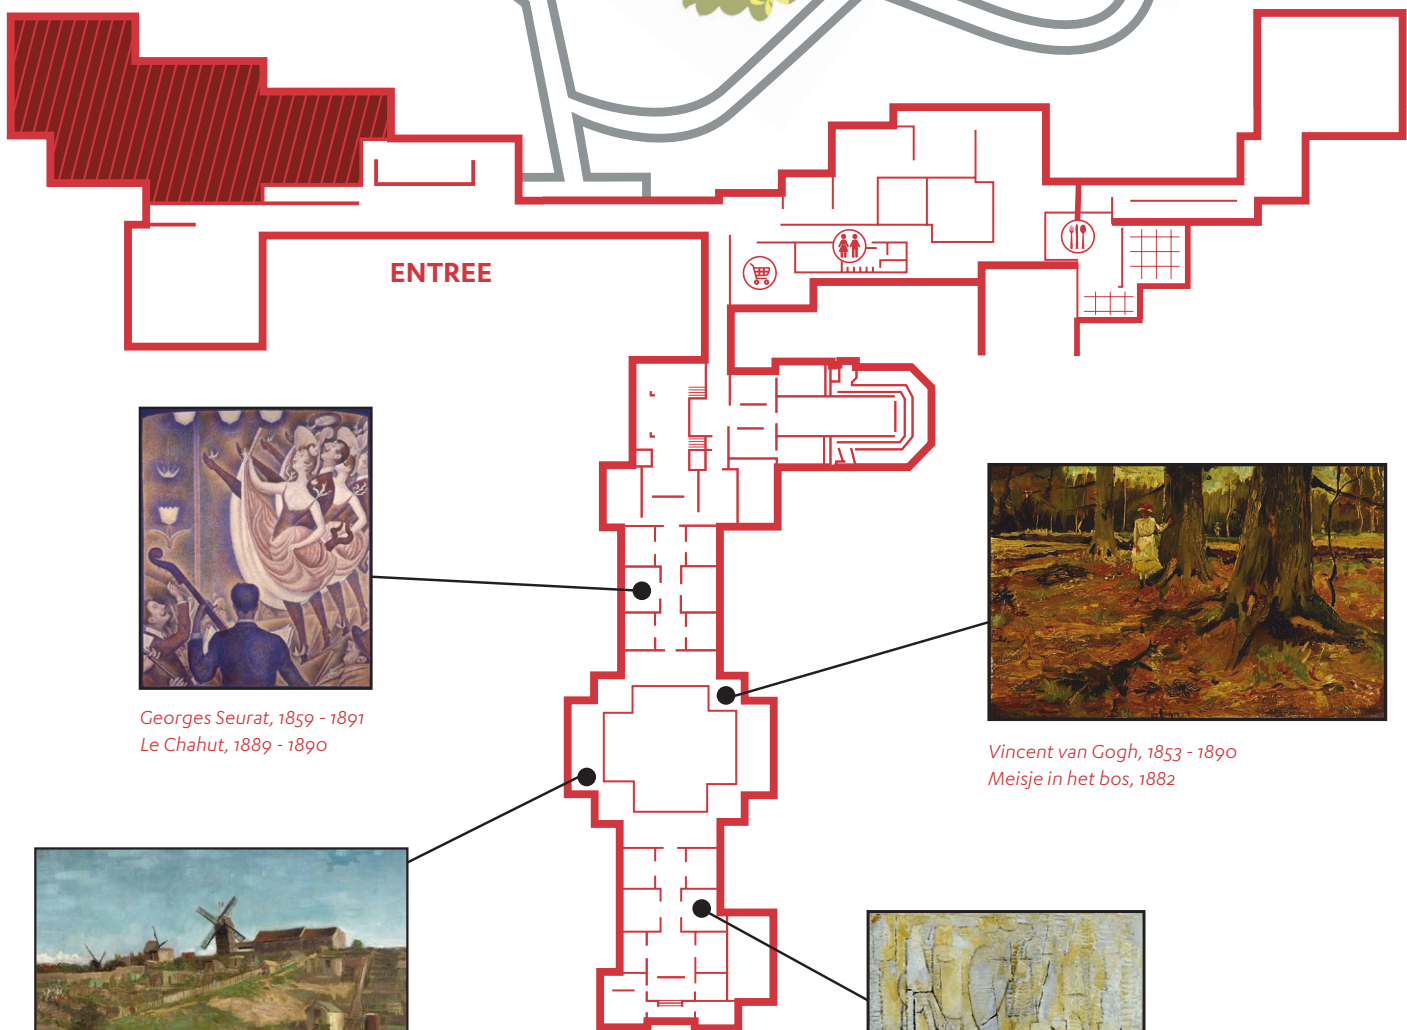 ENTREE
Georges Seurat, 1859 - 1891
Le Chahut, 1889 - 1890
Vincent van Gogh, 1853 - 1890
Meisje in het bos, 1882